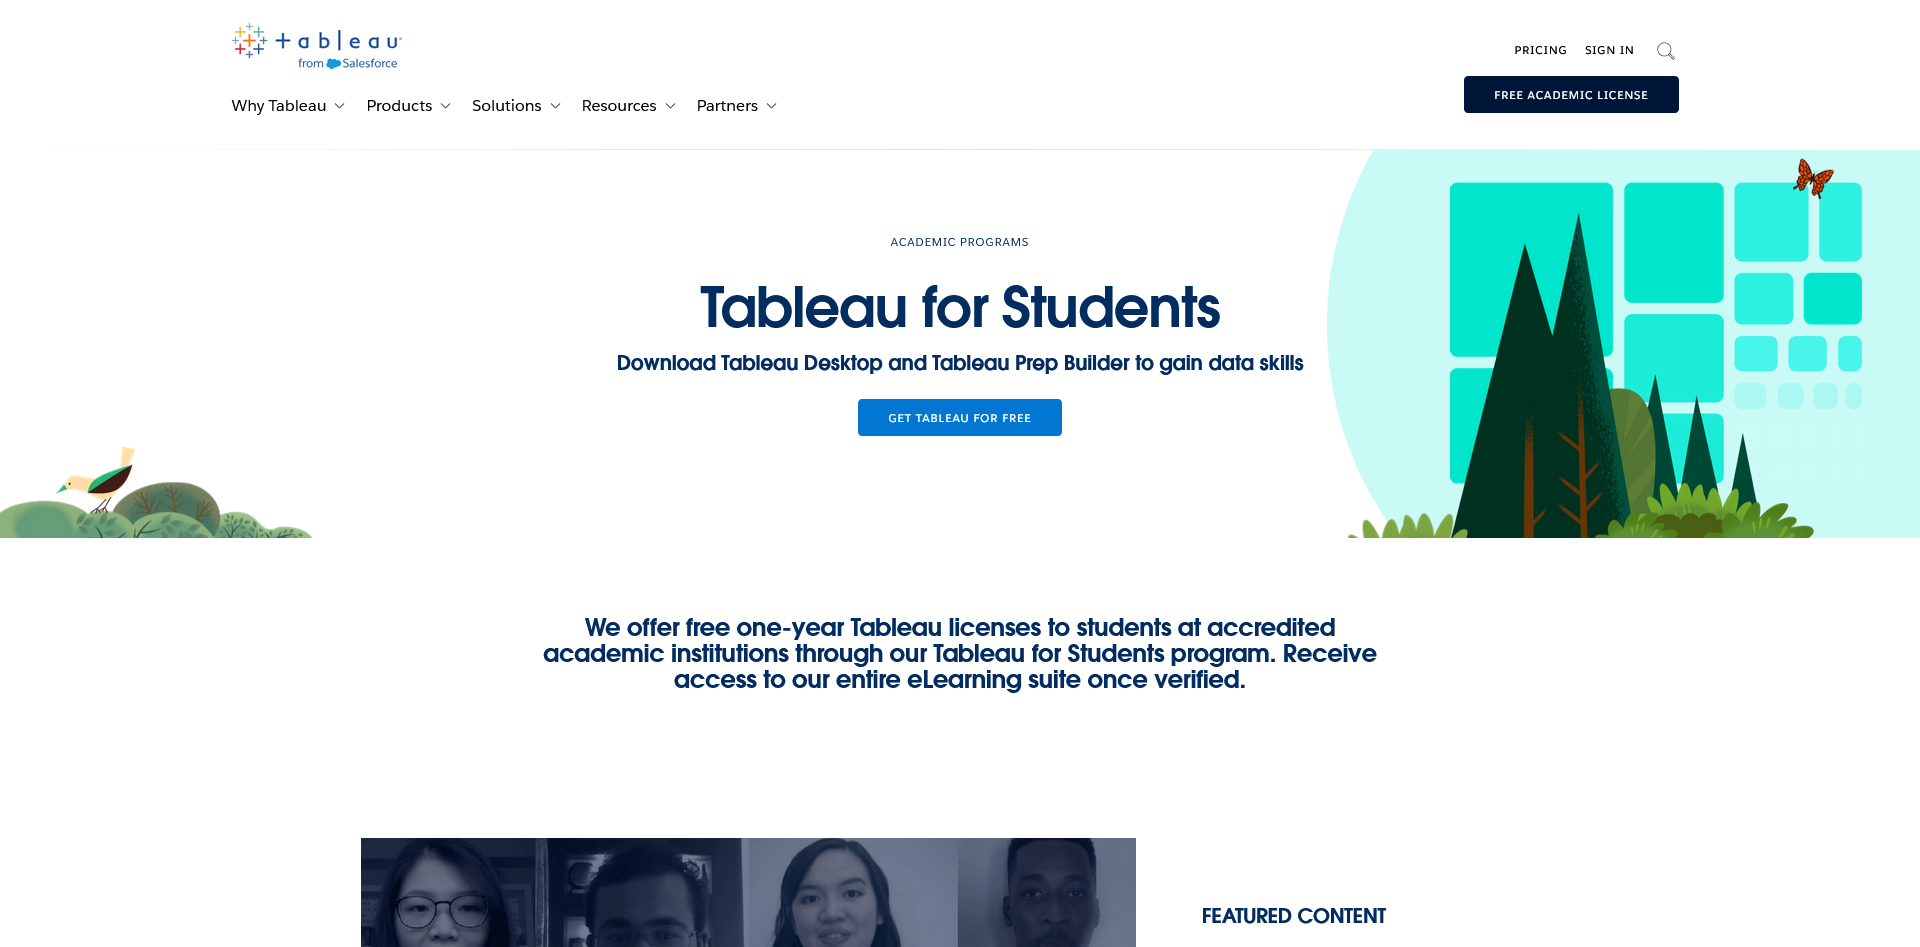 +ableau
from Salesforce
PRICING SIGN IN
Why Tableau Products Solutions Resources Partners
FREE ACADEMIC LICENSE
ACADEMIC PROGRAMS
Tableau for Students
Download Tableau Desktop and Tableau Prep Builder to gain data skills
GET TABLEAU FOR FREE
We offer free one-year Tableau licenses to students at accredited
academic institutions through our Tableau for Students program. Receive
access to our entire eLearning suite once verified.
FEATURED CONTENT